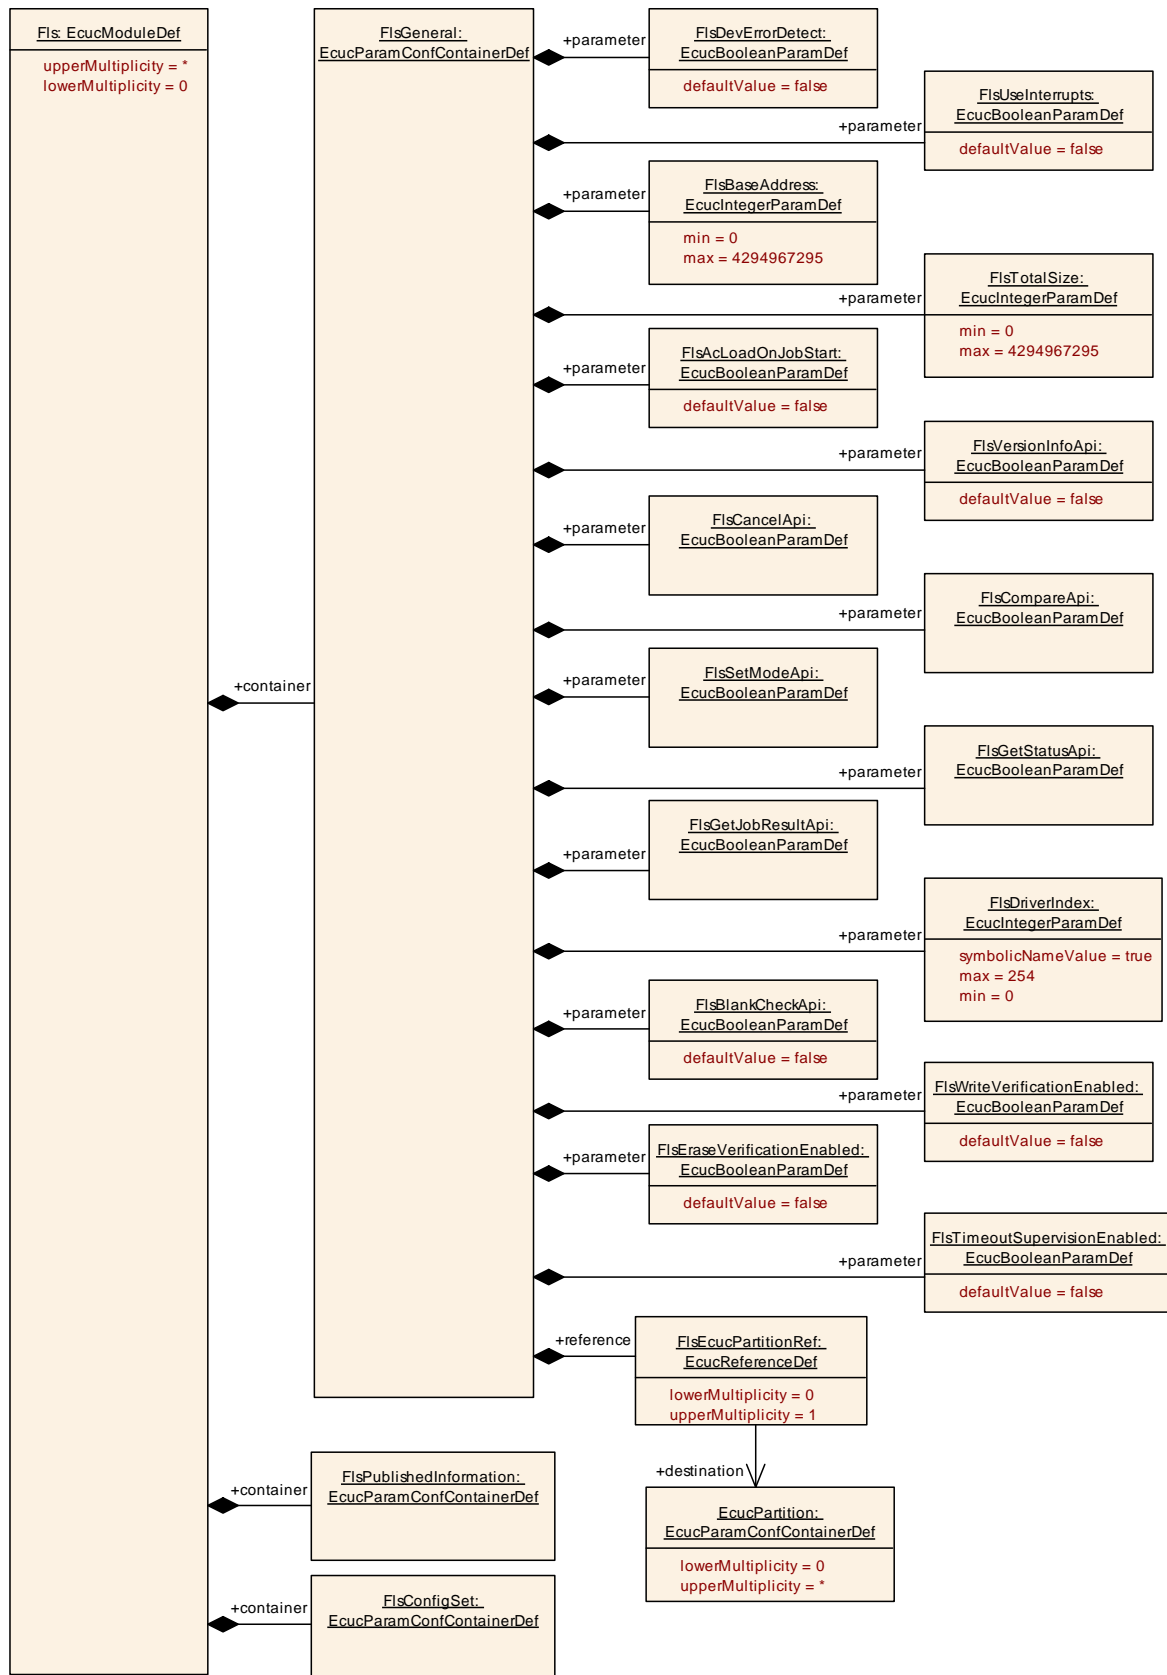 Fls: EcucModuleDef
upperMultiplicity = *
lowerMultiplicity = 0
+container
FlsGeneral:
EcucParamConfContainerDef
+parameter
FlsDevErrorDetect:
EcucBooleanParamDef
defaultValue = false
+parameter
FlsUseInterrupts:
EcucBooleanParamDef
defaultValue = false
+parameter
FlsBaseAddress:
EcucIntegerParamDef
min = 0
max = 4294967295
+parameter
FlsTotalSize:
EcucIntegerParamDef
min = 0
max = 4294967295
+parameter
FlsAcLoadOnJobStart:
EcucBooleanParamDef
defaultValue = false
+parameter
FlsVersionInfoApi:
EcucBooleanParamDef
defaultValue = false
+parameter
FlsCancelApi:
EcucBooleanParamDef
+parameter
FlsCompareApi:
EcucBooleanParamDef
+parameter
FlsSetModeApi:
EcucBooleanParamDef
+parameter
FlsGetStatusApi:
EcucBooleanParamDef
+parameter
FlsGetJobResultApi:
EcucBooleanParamDef
+parameter
FlsDriverIndex:
EcucIntegerParamDef
symbolicNameValue = true
max = 254
min = 0
+parameter
FlsBlankCheckApi:
EcucBooleanParamDef
defaultValue = false
+parameter
FlsWriteVerificationEnabled:
EcucBooleanParamDef
defaultValue = false
+parameter
FlsEraseVerificationEnabled:
EcucBooleanParamDef
defaultValue = false
+parameter
FlsTimeoutSupervisionEnabled:
EcucBooleanParamDef
defaultValue = false
+reference
FlsEcucPartitionRef:
EcucReferenceDef
lowerMultiplicity = 0
upperMultiplicity = 1
+destination
EcucPartition:
EcucParamConfContainerDef
lowerMultiplicity = 0
upperMultiplicity = *
+container
FlsPublishedInformation:
EcucParamConfContainerDef
+container
FlsConfigSet:
EcucParamConfContainerDef